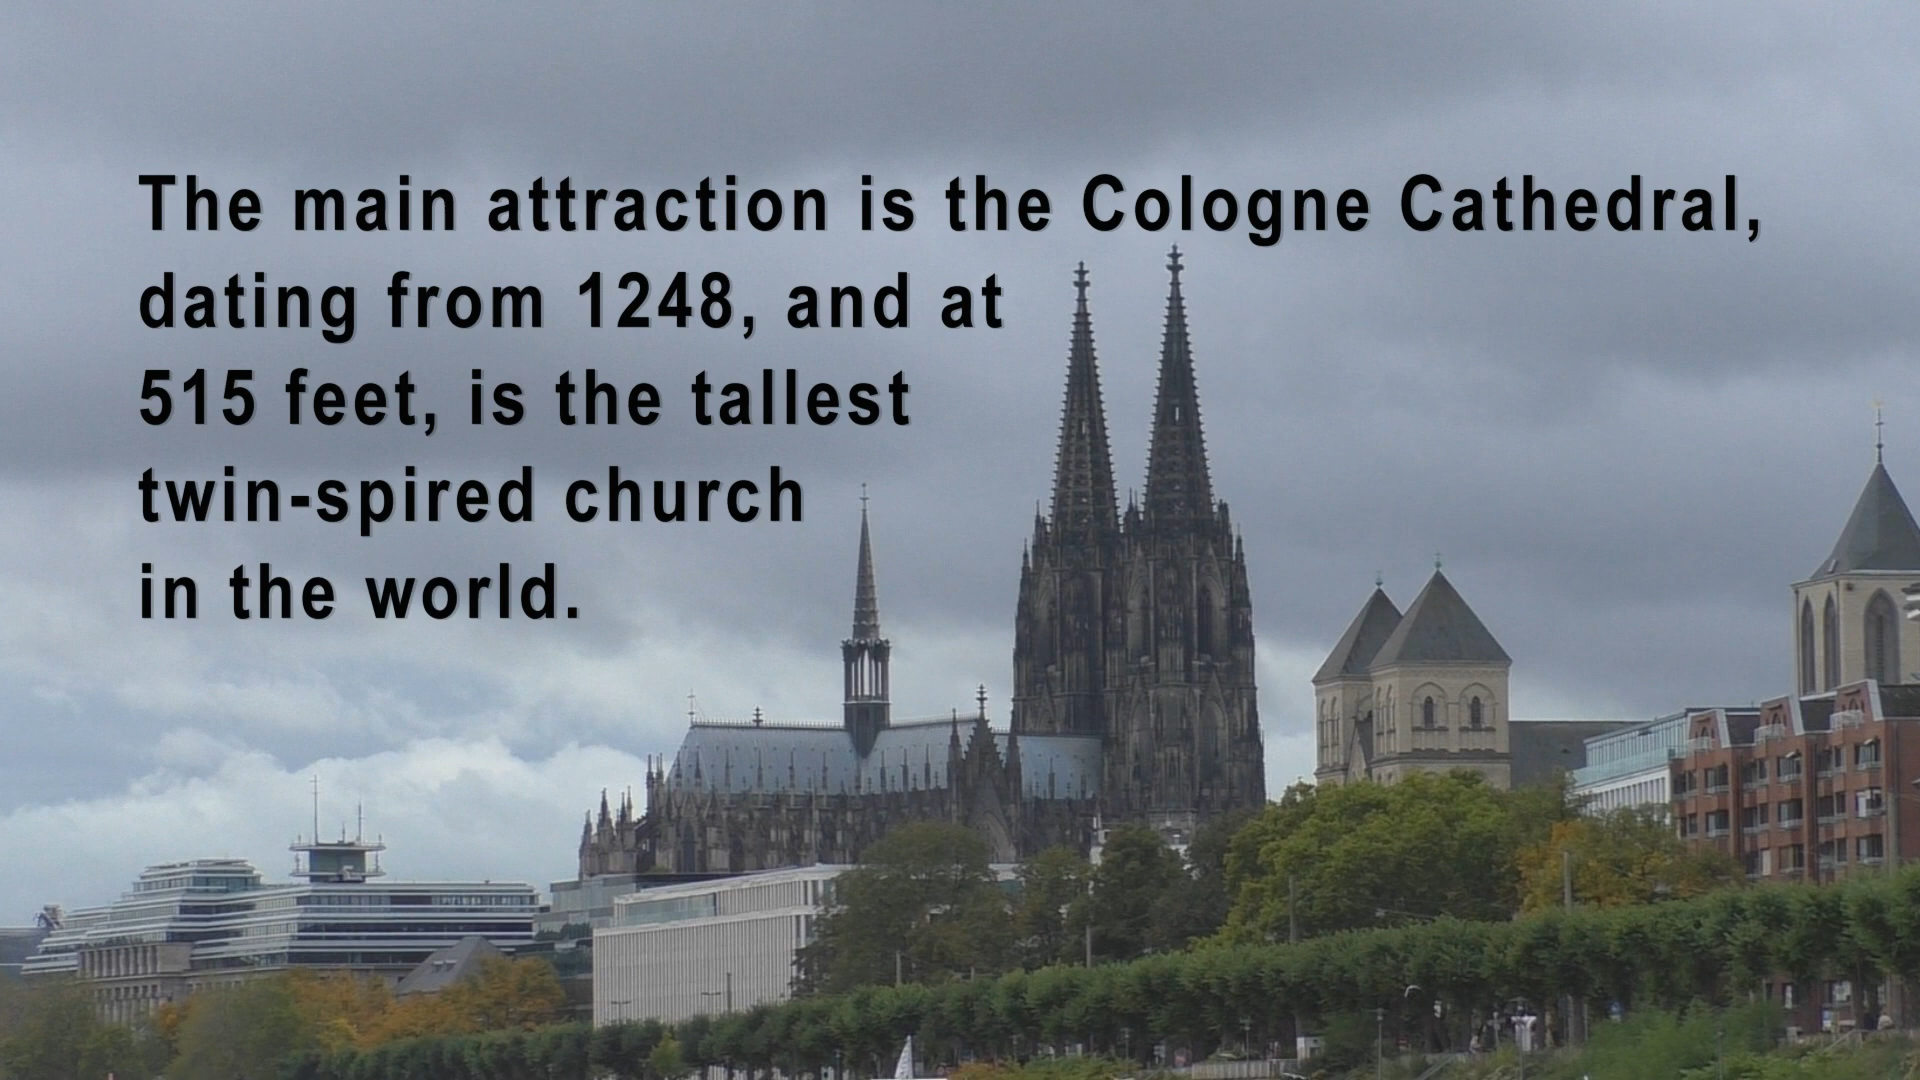 The main attraction is the Cologne Cathedral,
dating from 1248, and at
515 feet, is the tallest
twin-spired church
in the world.